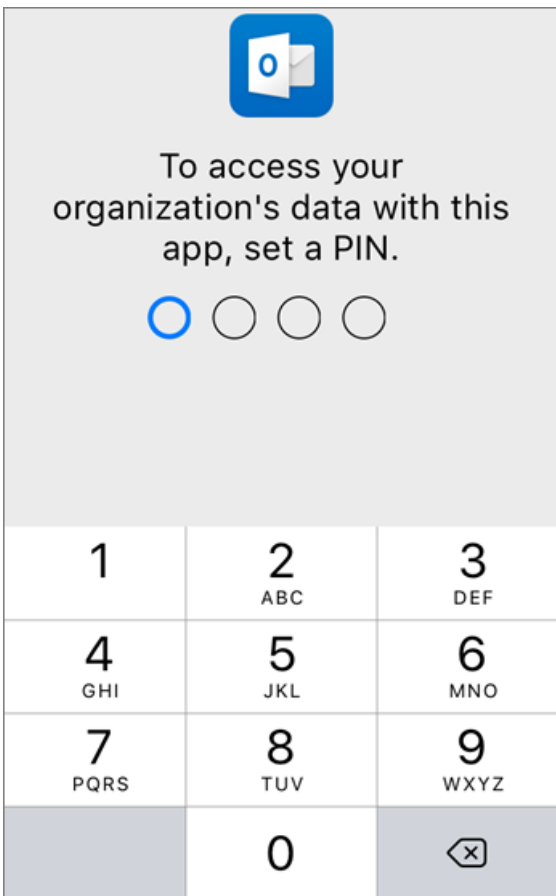 O
To access your
organization's data with this
app, set a PIN.
1 2 3
ABC DEF
4 5 6
GHI JKL MNO
7 8 9
PQRS TUV WXYZ
0